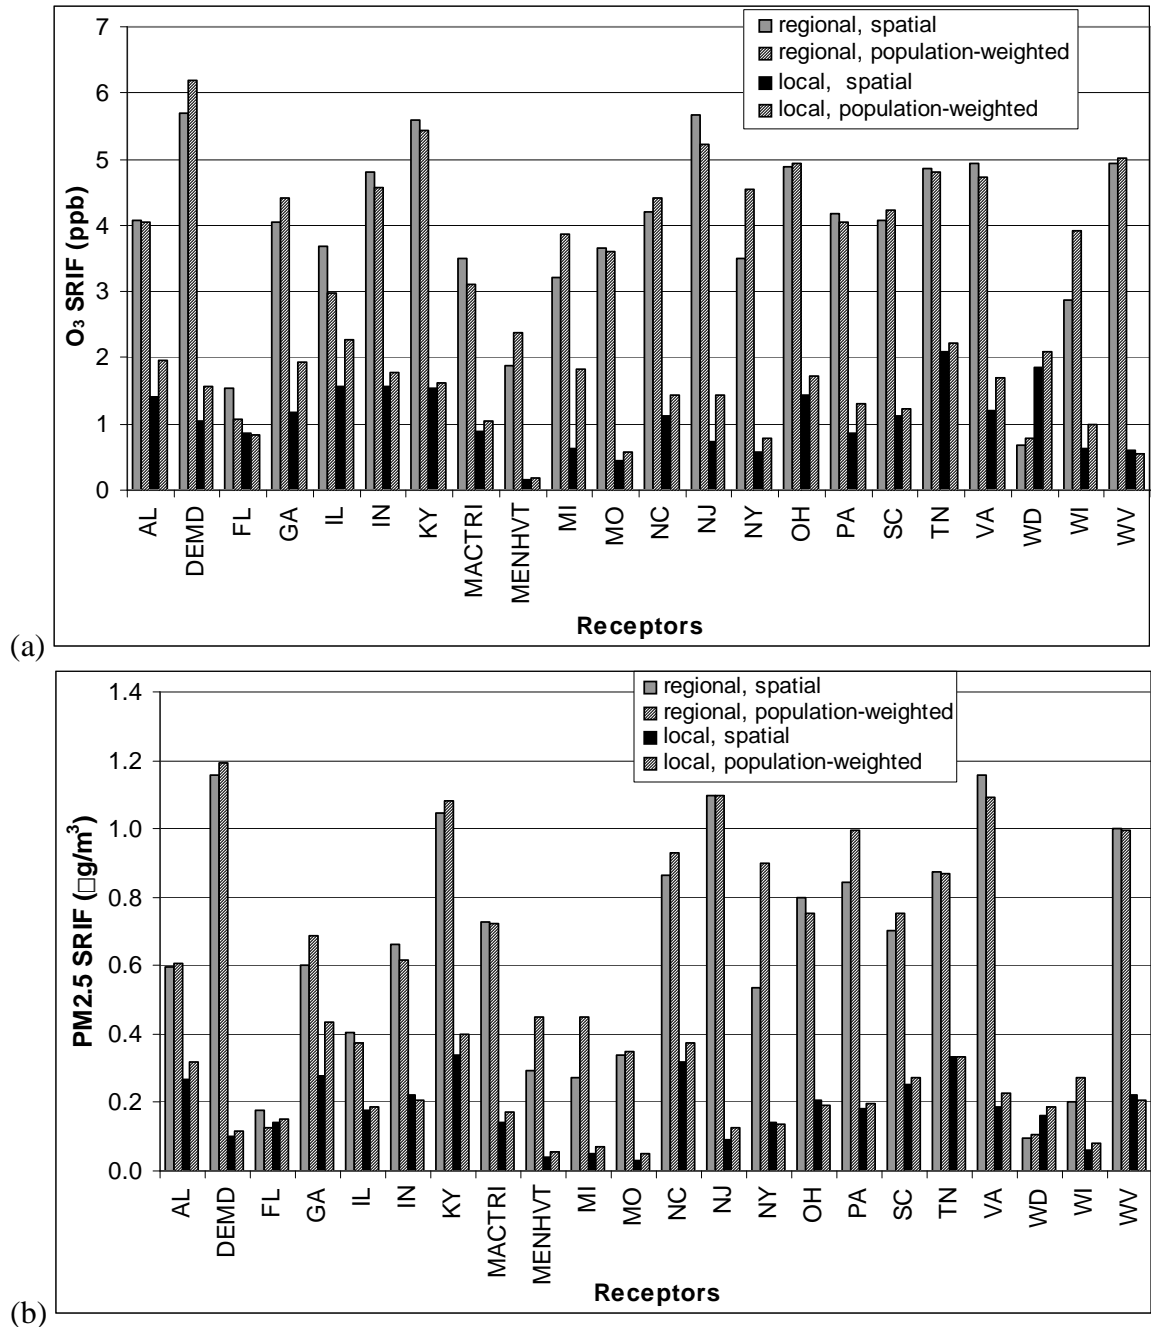 7
6
5
4
3
2
1
0
O₃ SRIF (ppb)
regional, spatial
regional, population-weighted
local, spatial
local, population-weighted
AL DEMD FL GA IL IN KY MACTRI MENHVT MI MO NC NJ NY OH PA SC TN VA WD WI WV
Receptors
(a)
1.4
1.2
1.0
0.8
0.6
0.4
0.2
0.0
PM2.5 SRIF (□g/m³)
regional, spatial
regional, population-weighted
local, spatial
local, population-weighted
AL DEMD FL GA IL IN KY MACTRI MENHVT MI MO NC NJ NY OH PA SC TN VA WD WI WV
Receptors
(b)